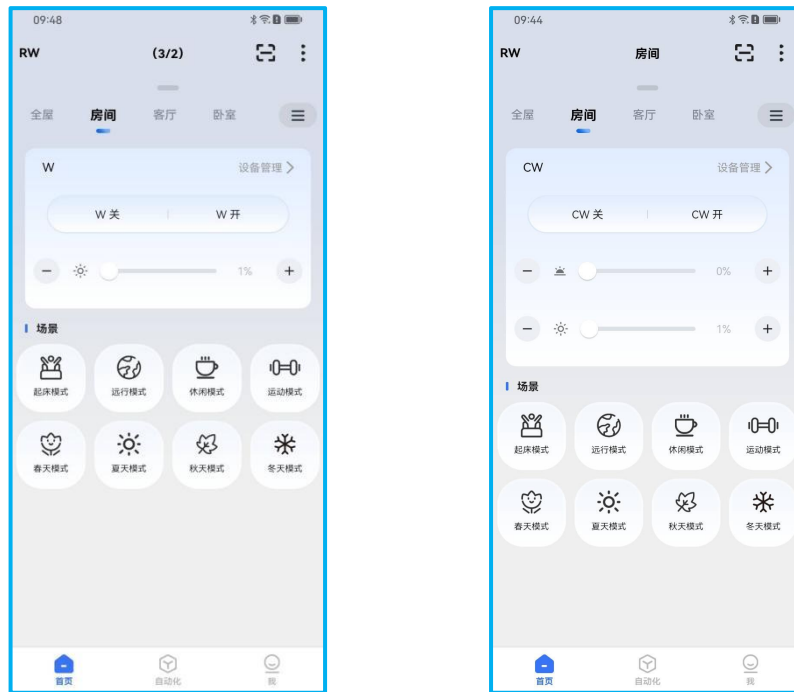 09:48
RW (3/2)
全屋 房间 客厅 卧室
W 设备管理
W 关 W 开
1%
场景
起床模式 远行模式 休闲模式 运动模式
春天模式 夏天模式 秋天模式 冬天模式
首页 自动化 我
09:44
RW 房间
全屋 房间 客厅 卧室
CW 设备管理
CW 关 CW 开
0%
1%
场景
起床模式 远行模式 休闲模式 运动模式
春天模式 夏天模式 秋天模式 冬天模式
首页 自动化 我